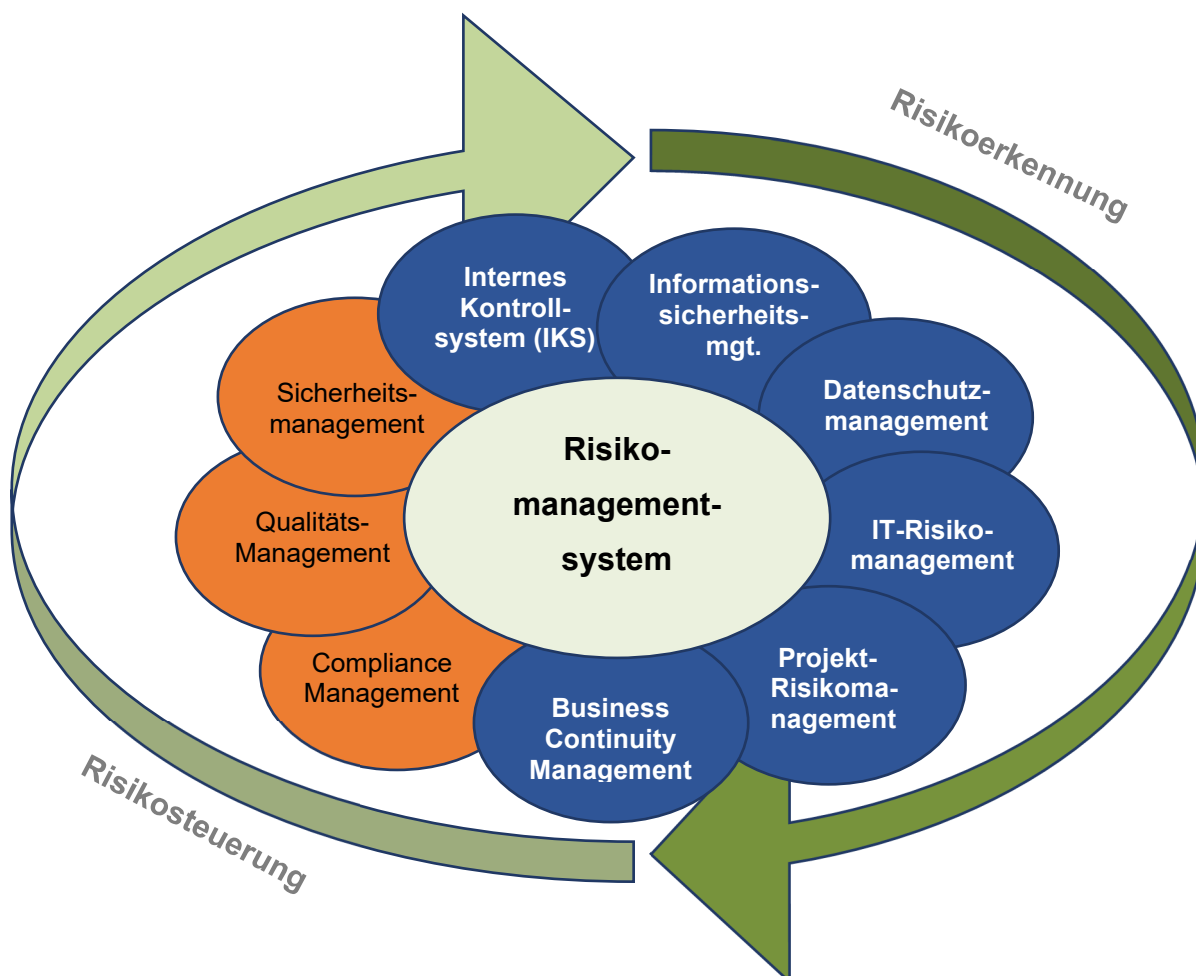 Risikoerkennung
Internes
Kontroll-
system (IKS)
Informations-
sicherheits-
mgt.
Datenschutz-
management
IT-Risiko-
management
Projekt-
Risikoma-
nagement
Business
Continuity
Management
Compliance
Management
Qualitäts-
Management
Sicherheits-
management
Risiko-
management-
system
Risikosteuerung